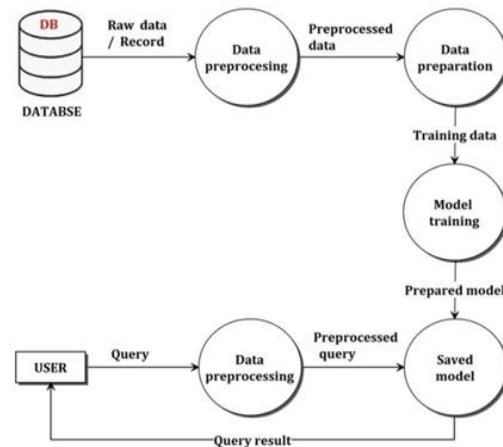 DB
Raw data
/ Record
Data
preprocesing
Preprocessed
data
Data
preparation
DATABSE
Training data
Model
training
Prepared model
USER
Query
Data
preprocessing
Preprocessed
query
Saved
model
Query result